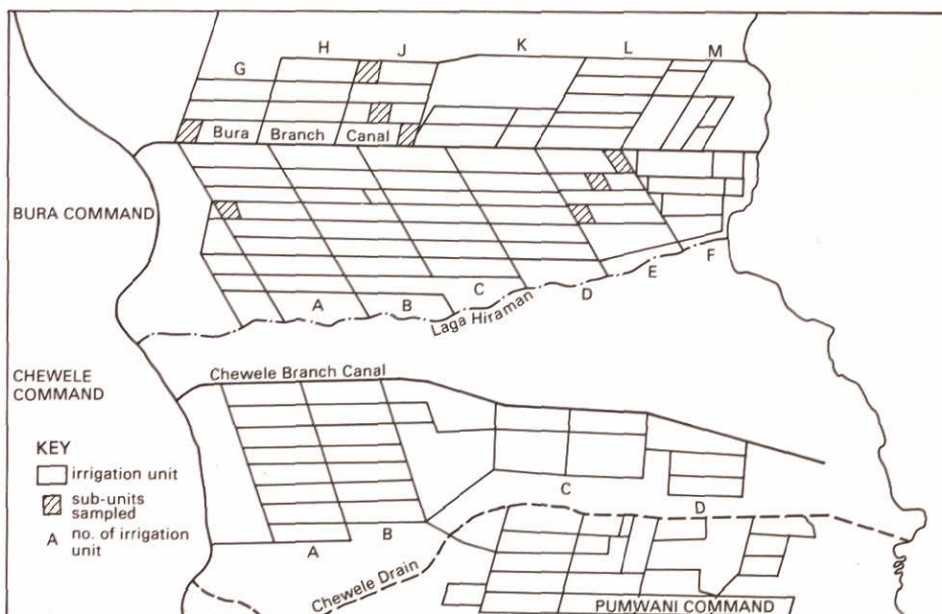 H J K L M
G
Bura Branch Canal
BURA COMMAND
A B C D E F
Laga Hiraman
CHEWELE
COMMAND
Chewele Branch Canal
KEY
irrigation unit
sub-units
sampled
A no. of irrigation
unit
C
D
A B
Chewele Drain
PUMWANI COMMAND